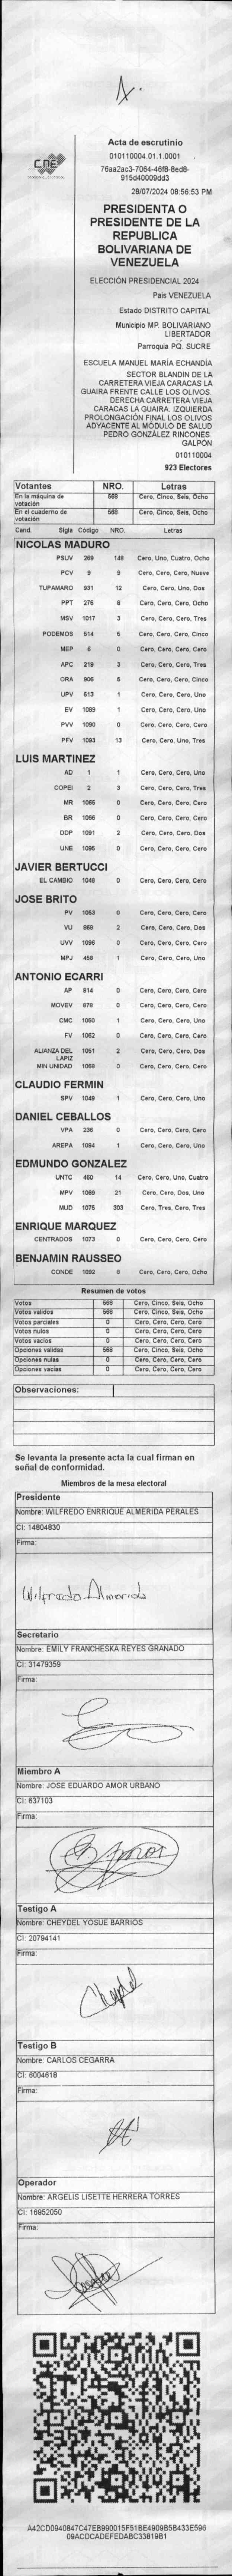 CNE
Acta de escrutinio
010110004.01.1.0001
76aa2ac3-7064-46f8-8ed8-
915d40009dd3
28/07/2024 08:56:53 PM
PRESIDENTA O
PRESIDENTE DE LA
REPUBLICA
BOLIVARIANA DE
VENEZUELA
ELECCIÓN PRESIDENCIAL 2024
País VENEZUELA
Estado DISTRITO CAPITAL
Municipio MP. BOLIVARIANO
LIBERTADOR
Parroquia PQ. SUCRE
ESCUELA MANUEL MARÍA ECHANDÍA
SECTOR BLANDIN DE LA
CARRETERA VIEJA CARACAS LA
GUAIRA FRENTE CALLE LOS OLIVOS.
DERECHA CARRETERA VIEJA
CARACAS LA GUAIRA. IZQUIERDA
PROLONGACIÓN FINAL LOS OLIVOS
ADYACENTE AL MÓDULO DE SALUD
PEDRO GONZÁLEZ RINCONES.
GALPÓN
010110004
923 Electores
Votantes NRO. Letras
En la máquina de votación 568 Cero, Cinco, Seis, Ocho
En el cuaderno de votación 568 Cero, Cinco, Seis, Ocho
Cand. Sigla Código NRO. Letras
NICOLAS MADURO
PSUV 269 148 Cero, Uno, Cuatro, Ocho
PCV 9 9 Cero, Cero, Cero, Nueve
TUPAMARO 931 12 Cero, Cero, Uno, Dos
PPT 276 8 Cero, Cero, Cero, Ocho
MSV 1017 3 Cero, Cero, Cero, Tres
PODEMOS 514 5 Cero, Cero, Cero, Cinco
MEP 6 0 Cero, Cero, Cero, Cero
APC 219 3 Cero, Cero, Cero, Tres
ORA 906 5 Cero, Cero, Cero, Cinco
UPV 613 1 Cero, Cero, Cero, Uno
EV 1089 1 Cero, Cero, Cero, Uno
PVV 1090 0 Cero, Cero, Cero, Cero
PFV 1093 13 Cero, Cero, Uno, Tres
LUIS MARTINEZ
AD 1 1 Cero, Cero, Cero, Uno
COPEI 2 3 Cero, Cero, Cero, Tres
MR 1065 0 Cero, Cero, Cero, Cero
BR 1066 0 Cero, Cero, Cero, Cero
DDP 1091 2 Cero, Cero, Cero, Dos
UNE 1095 0 Cero, Cero, Cero, Cero
JAVIER BERTUCCI
EL CAMBIO 1048 0 Cero, Cero, Cero, Cero
JOSE BRITO
PV 1053 0 Cero, Cero, Cero, Cero
VU 868 2 Cero, Cero, Cero, Dos
UVV 1096 0 Cero, Cero, Cero, Cero
MPJ 458 1 Cero, Cero, Cero, Uno
ANTONIO ECARRI
AP 814 0 Cero, Cero, Cero, Cero
MOVEV 878 0 Cero, Cero, Cero, Cero
CMC 1050 1 Cero, Cero, Cero, Uno
FV 1062 0 Cero, Cero, Cero, Cero
ALIANZA DEL LAPIZ 1051 2 Cero, Cero, Cero, Dos
MIN UNIDAD 1069 0 Cero, Cero, Cero, Cero
CLAUDIO FERMIN
SPV 1049 1 Cero, Cero, Cero, Uno
DANIEL CEBALLOS
VPA 236 0 Cero, Cero, Cero, Cero
AREPA 1094 1 Cero, Cero, Cero, Uno
EDMUNDO GONZALEZ
UNTC 460 14 Cero, Cero, Uno, Cuatro
MPV 1089 21 Cero, Cero, Dos, Uno
MUD 1075 303 Cero, Tres, Cero, Tres
ENRIQUE MARQUEZ
CENTRADOS 1073 0 Cero, Cero, Cero, Cero
BENJAMIN RAUSSEO
CONDE 1092 8 Cero, Cero, Cero, Ocho
Resumen de votos
Votos 568 Cero, Cinco, Seis, Ocho
Votos validos 568 Cero, Cinco, Seis, Ocho
Votos parciales 0 Cero, Cero, Cero, Cero
Votos nulos 0 Cero, Cero, Cero, Cero
Votos vacios 0 Cero, Cero, Cero, Cero
Opciones validas 568 Cero, Cinco, Seis, Ocho
Opciones nulas 0 Cero, Cero, Cero, Cero
Opciones vacias 0 Cero, Cero, Cero, Cero
Observaciones:
Se levanta la presente acta la cual firman en
señal de conformidad.
Miembros de la mesa electoral
Presidente
Nombre: WILFREDO ENRRIQUE ALMERIDA PERALES
CI: 14804830
Firma:
Wilfredo Almerida
Secretario
Nombre: EMILY FRANCHESKA REYES GRANADO
CI: 31479359
Firma:
Miembro A
Nombre: JOSE EDUARDO AMOR URBANO
CI: 637103
Firma:
Amor
Testigo A
Nombre: CHEYDEL YOSUE BARRIOS
CI: 20794141
Firma:
Cheydel
Testigo B
Nombre: CARLOS CEGARRA
CI: 6004618
Firma:
Operador
Nombre: ARGELIS LISETTE HERRERA TORRES
CI: 16952050
Firma:
A42CD0940847C47EB990015F51BE4909B5B433E596
09ACDCADEFEDABC33819B1